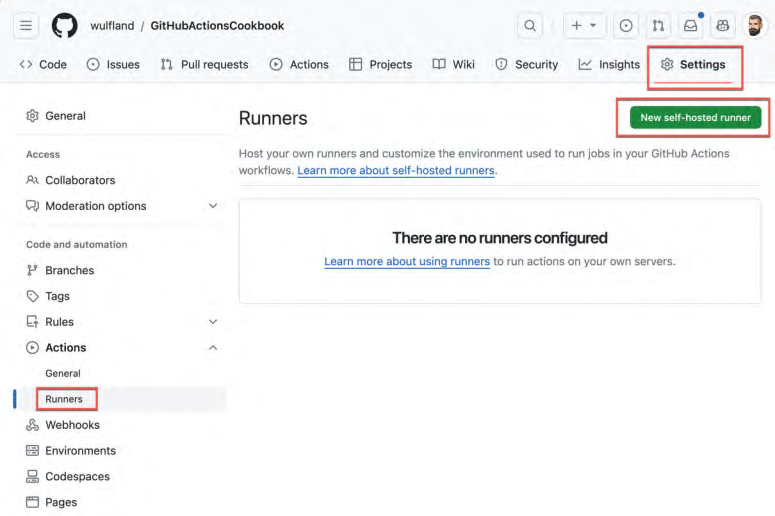 wulfland / GitHubActionsCookbook
Code Issues Pull requests Actions Projects Wiki Security Insights Settings
General
Access
Collaborators
Moderation options
Code and automation
Branches
Tags
Rules
Actions
General
Runners
Webhooks
Environments
Codespaces
Pages
Runners
New self-hosted runner
Host your own runners and customize the environment used to run jobs in your GitHub Actions
workflows. Learn more about self-hosted runners.
There are no runners configured
Learn more about using runners to run actions on your own servers.